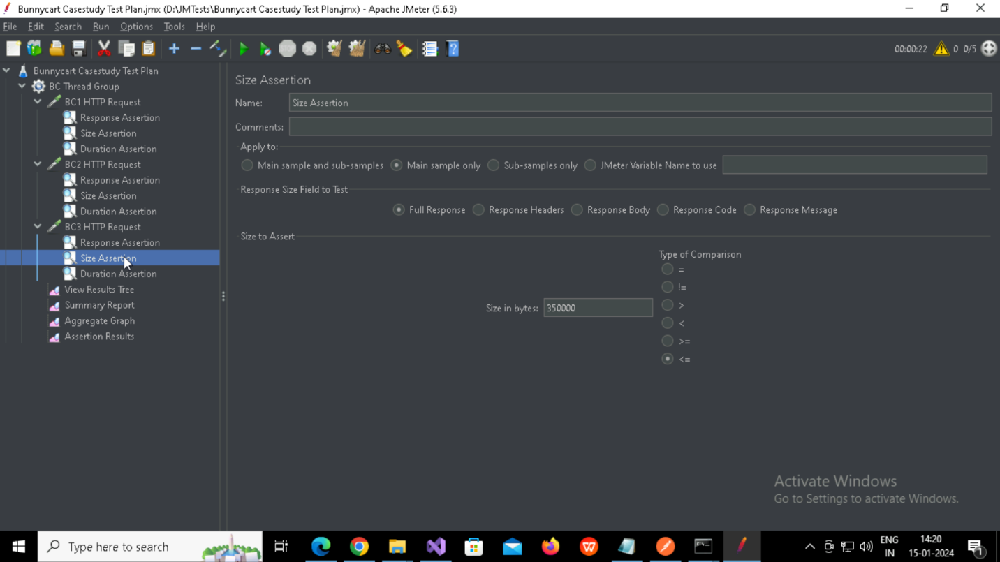 Bunnycart Casestudy Test Plan.jmx (D:\JMTests\Bunnycart Casestudy Test Plan.jmx) - Apache JMeter (5.6.3)
File Edit Search Run Options Tools Help
STOP
00:00:22 0 0/5
Bunnycart Casestudy Test Plan
BC Thread Group
BC1 HTTP Request
Response Assertion
Size Assertion
Duration Assertion
BC2 HTTP Request
Response Assertion
Size Assertion
Duration Assertion
BC3 HTTP Request
Response Assertion
Size Assertion
Duration Assertion
View Results Tree
Summary Report
Aggregate Graph
Assertion Results
Size Assertion
Name: Size Assertion
Comments:
Apply to:
Main sample and sub-samples Main sample only Sub-samples only JMeter Variable Name to use
Response Size Field to Test
Full Response Response Headers Response Body Response Code Response Message
Size to Assert
Type of Comparison
=
!=
>
Size in bytes: 350000
<
>=
<=
Activate Windows
Go to Settings to activate Windows.
Type here to search
ENG
IN
14:20
15-01-2024
1